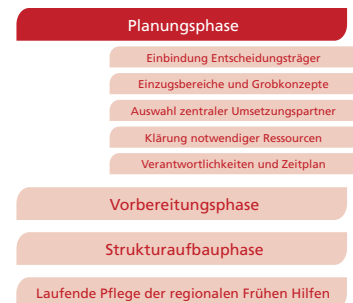 Planungsphase
Einbindung Entscheidungsträger
Einzugsbereiche und Grobkonzepte
Auswahl zentraler Umsetzungspartner
Klärung notwendiger Ressourcen
Verantwortlichkeiten und Zeitplan
Vorbereitungsphase
Strukturaufbauphase
Laufende Pflege der regionalen Frühen Hilfen